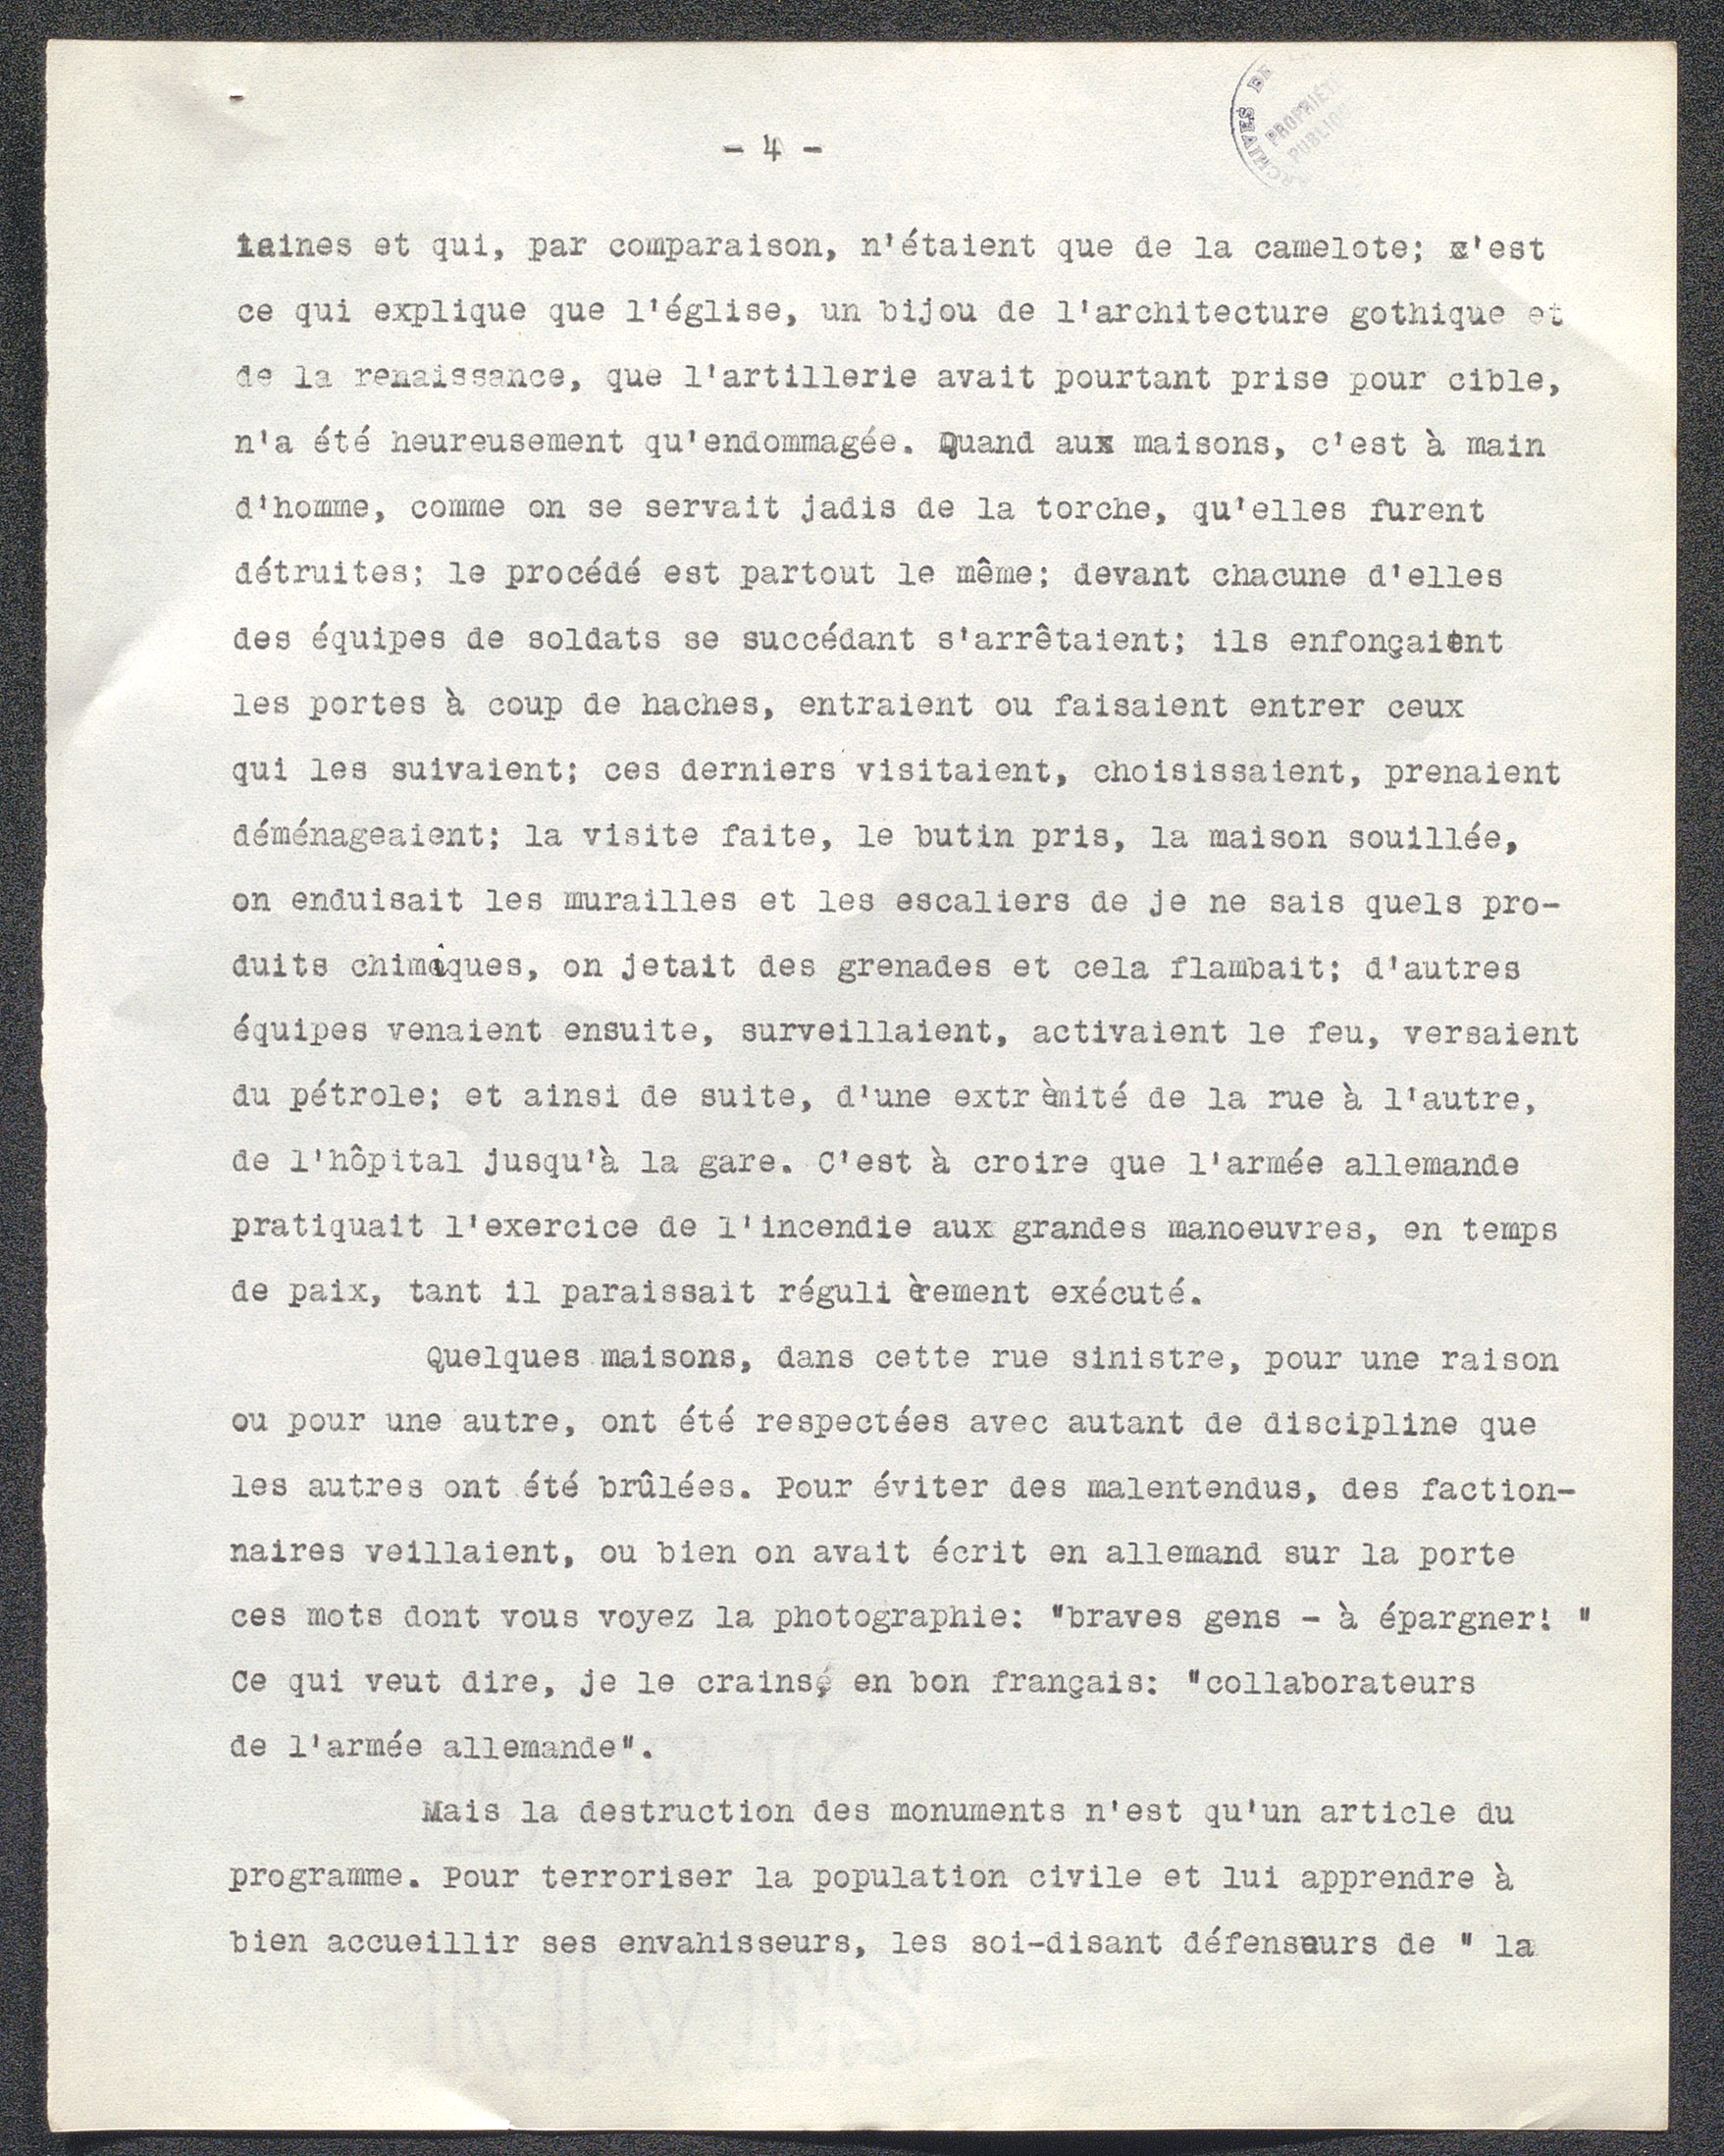 - 4 -
ARCHIVES DE
PROPRIÉTÉ
PUBLIQUE
taines et qui, par comparaison, n'étaient que de la camelote; c'est
ce qui explique que l'église, un bijou de l'architecture gothique et
de la renaissance, que l'artillerie avait pourtant prise pour cible,
n'a été heureusement qu'endommagée. Quand aux maisons, c'est à main
d'homme, comme on se servait jadis de la torche, qu'elles furent
détruites; le procédé est partout le même; devant chacune d'elles
des équipes de soldats se succédant s'arrêtaient; ils enfonçaient
les portes à coup de haches, entraient ou faisaient entrer ceux
qui les suivaient; ces derniers visitaient, choisissaient, prenaient
déménageaient; la visite faite, le butin pris, la maison souillée,
on enduisait les murailles et les escaliers de je ne sais quels pro-
duits chimiques, on jetait des grenades et cela flambait; d'autres
équipes venaient ensuite, surveillaient, activaient le feu, versaient
du pétrole; et ainsi de suite, d'une extrèmité de la rue à l'autre,
de l'hôpital jusqu'à la gare. C'est à croire que l'armée allemande
pratiquait l'exercice de l'incendie aux grandes manoeuvres, en temps
de paix, tant il paraissait régulièrement exécuté.
Quelques maisons, dans cette rue sinistre, pour une raison
ou pour une autre, ont été respectées avec autant de discipline que
les autres ont été brûlées. Pour éviter des malentendus, des faction-
naires veillaient, ou bien on avait écrit en allemand sur la porte
ces mots dont vous voyez la photographie: "braves gens - à épargner! "
Ce qui veut dire, je le crains, en bon français: "collaborateurs
de l'armée allemande".
Mais la destruction des monuments n'est qu'un article du
programme. Pour terroriser la population civile et lui apprendre à
bien accueillir ses envahisseurs, les soi-disant défenseurs de " la